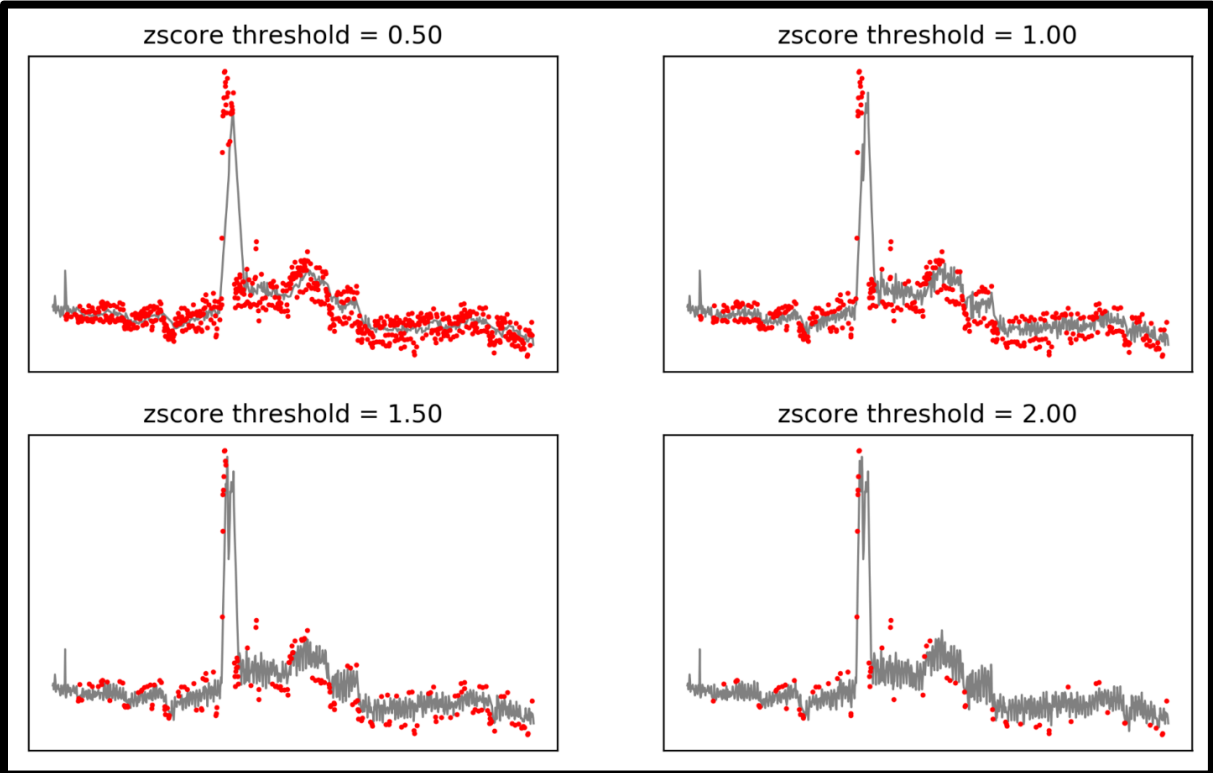 zscore threshold = 0.50
zscore threshold = 1.00
zscore threshold = 1.50
zscore threshold = 2.00